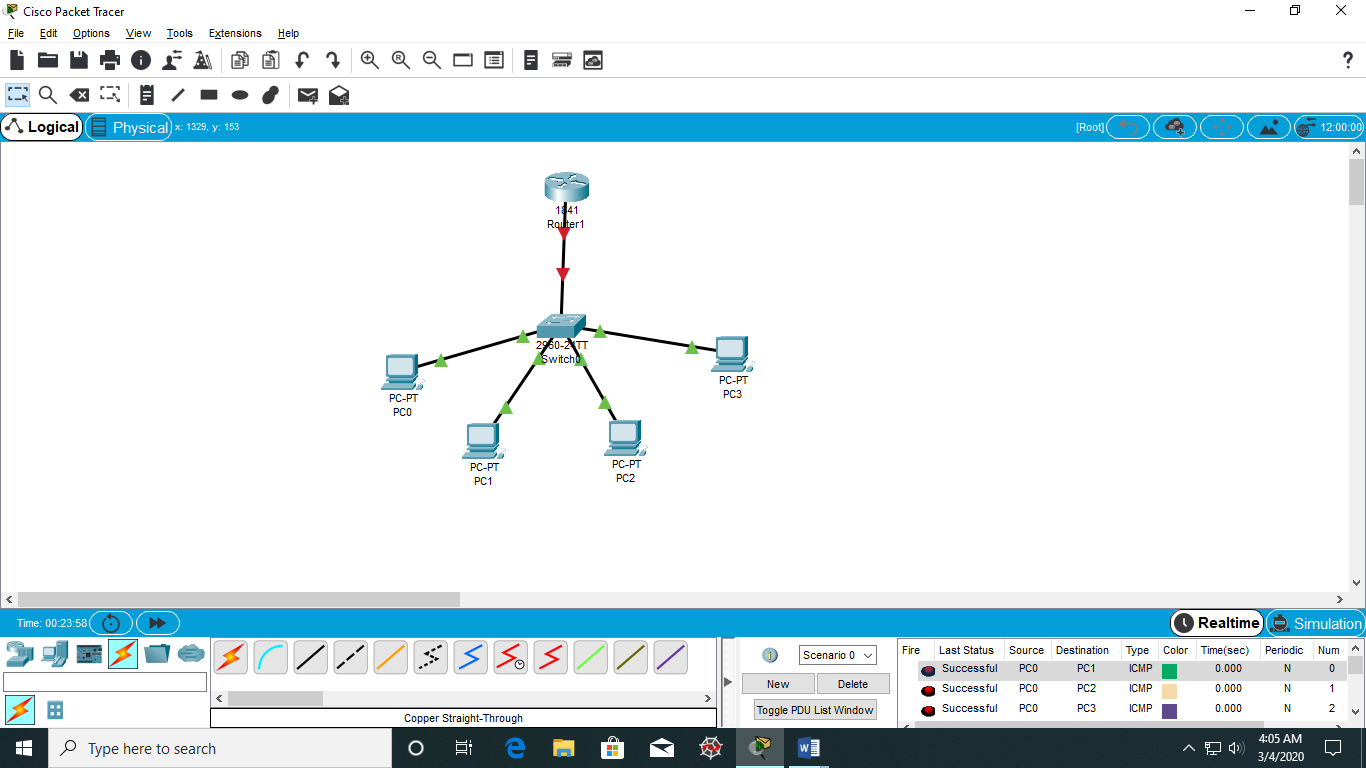 Cisco Packet Tracer
File Edit Options View Tools Extensions Help
?
Logical Physical x: 1329, y: 153 [Root] 12:00:00
1841
Router1
2960-24TT
Switch0
PC-PT
PC0
PC-PT
PC1
PC-PT
PC2
PC-PT
PC3
Time: 00:23:58 Realtime Simulation
Scenario 0
New Delete
Toggle PDU List Window
Copper Straight-Through
Fire Last Status Source Destination Type Color Time(sec) Periodic Num
Successful PC0 PC1 ICMP 0.000 N 0
Successful PC0 PC2 ICMP 0.000 N 1
Successful PC0 PC3 ICMP 0.000 N 2
Type here to search
4:05 AM
3/4/2020